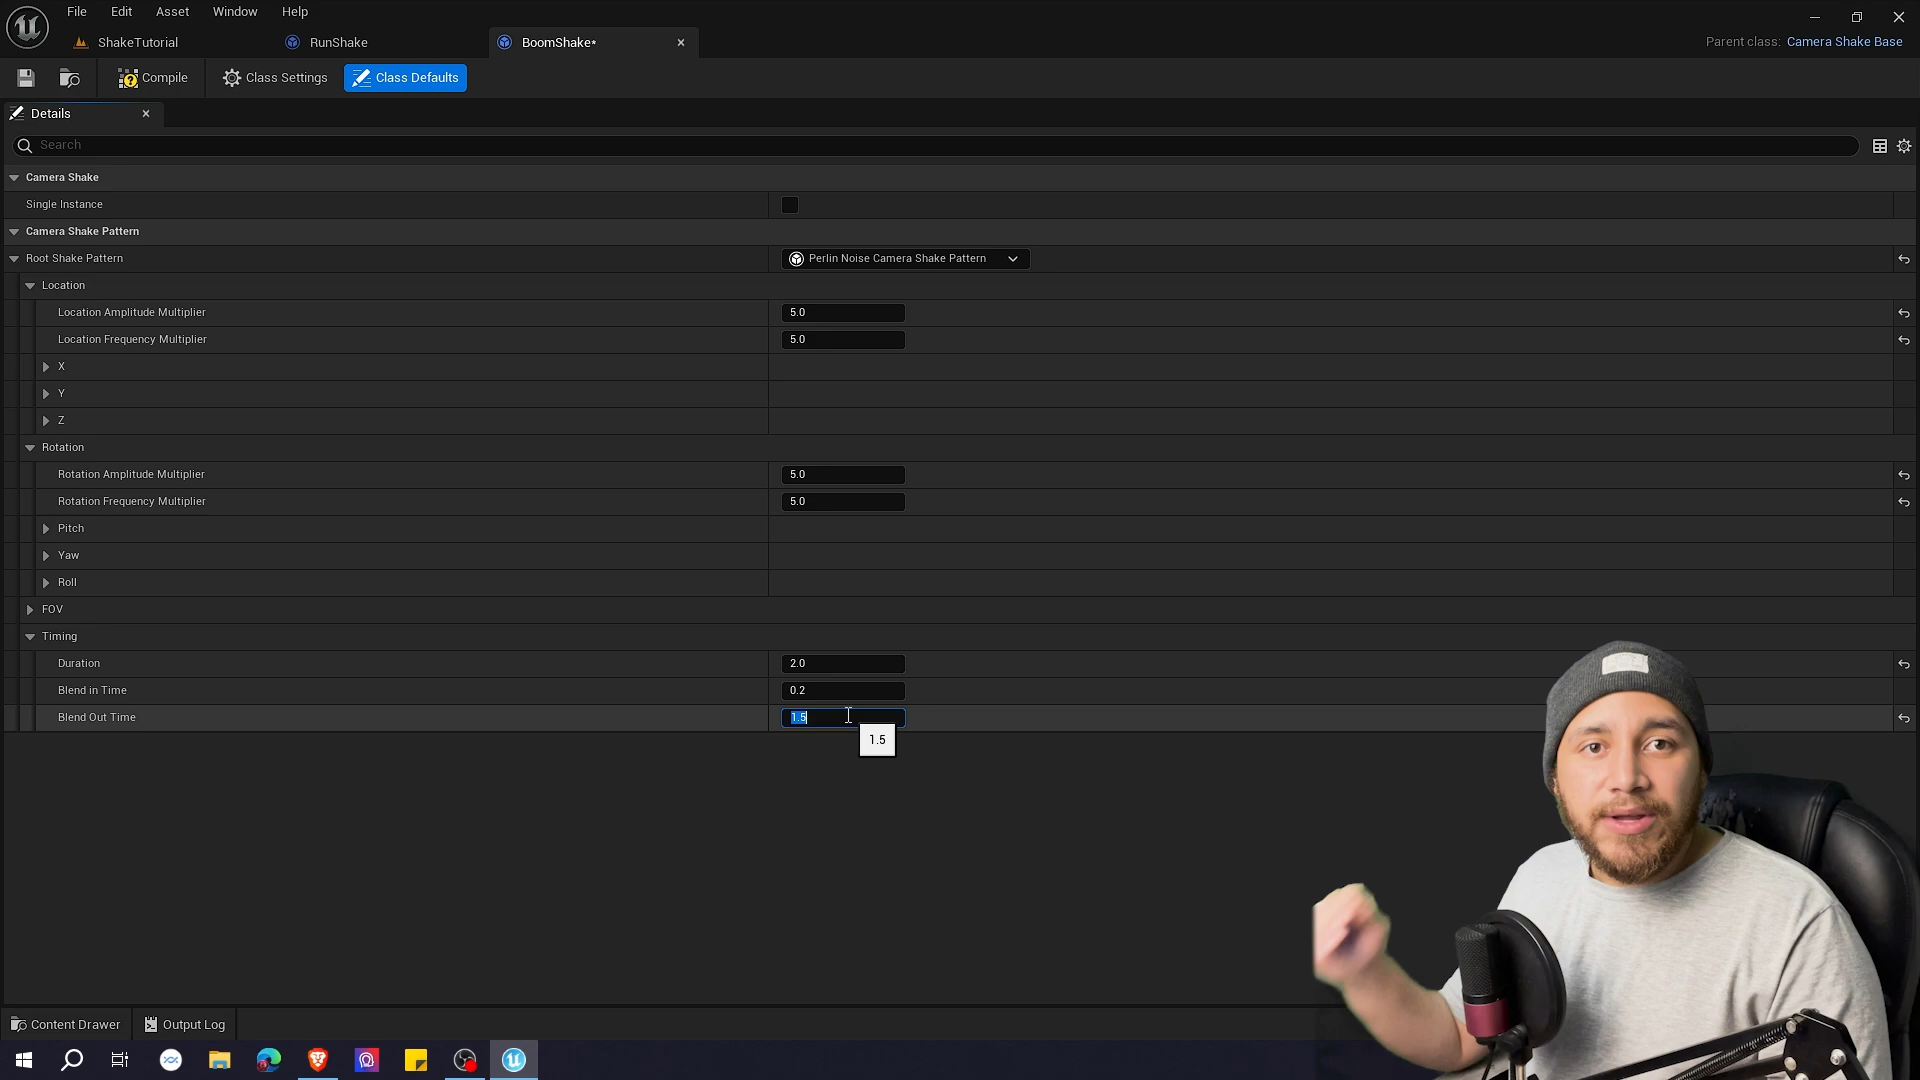 File Edit Asset Window Help
ShakeTutorial RunShake BoomShake*
Parent class: Camera Shake Base
Compile Class Settings Class Defaults
Details
Search
Camera Shake
Single Instance
Camera Shake Pattern
Root Shake Pattern Perlin Noise Camera Shake Pattern
Location
Location Amplitude Multiplier 5.0
Location Frequency Multiplier 5.0
X
Y
Z
Rotation
Rotation Amplitude Multiplier 5.0
Rotation Frequency Multiplier 5.0
Pitch
Yaw
Roll
FOV
Timing
Duration 2.0
Blend in Time 0.2
Blend Out Time 1.5
1.5
Content Drawer Output Log